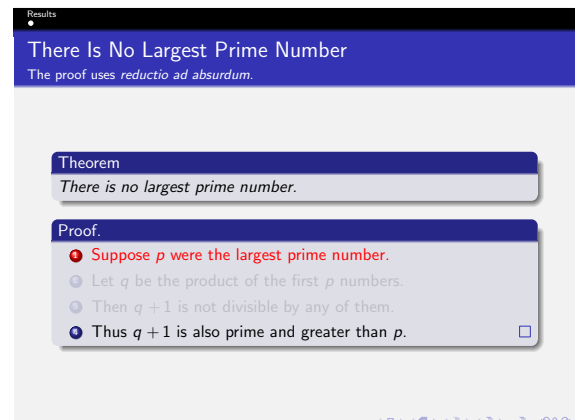 Results
There Is No Largest Prime Number
The proof uses reductio ad absurdum.
Theorem
There is no largest prime number.
Proof.
1 Suppose p were the largest prime number.
2 Let q be the product of the first p numbers.
3 Then q + 1 is not divisible by any of them.
4 Thus q + 1 is also prime and greater than p.